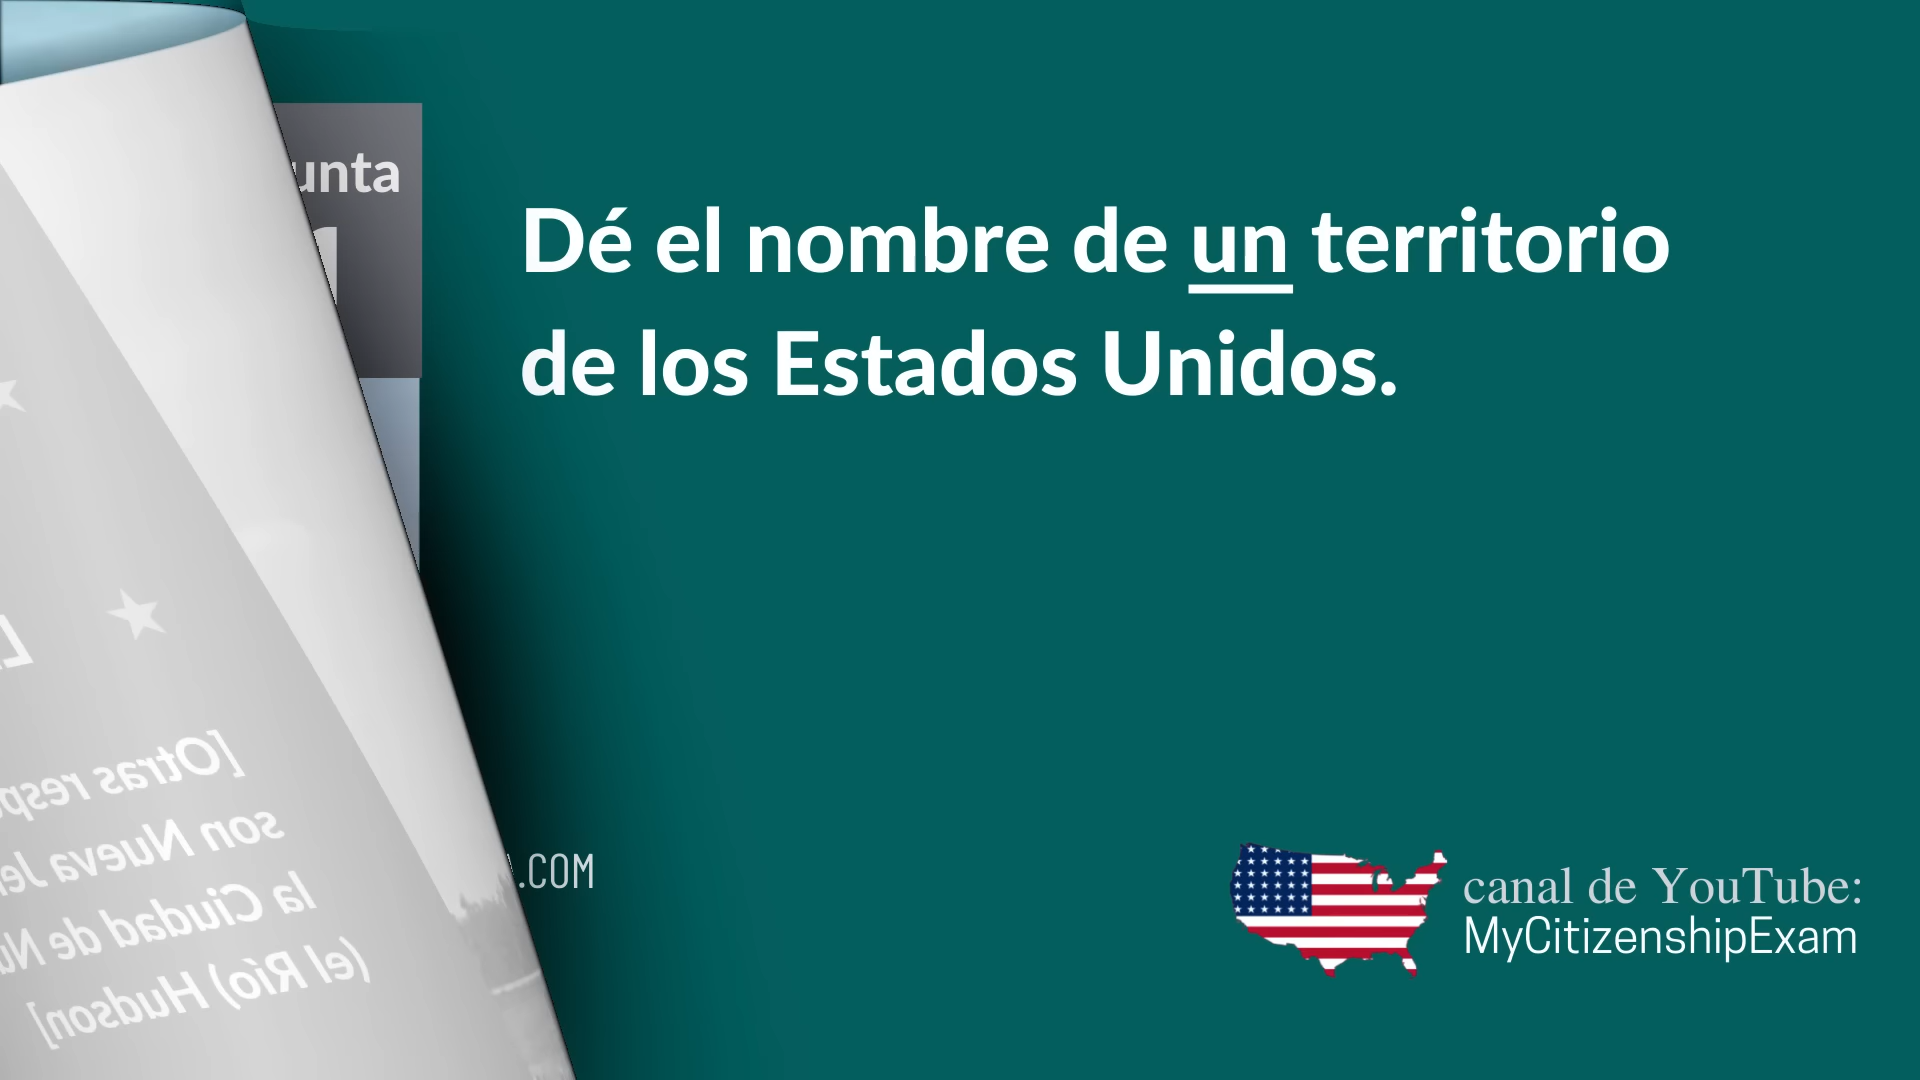 unta
Dé el nombre de un territorio
de los Estados Unidos.
[Otras resp
son Nueva Je
la Ciudad de Nu
(el Río) Hudson]
.COM
canal de YouTube:
MyCitizenshipExam